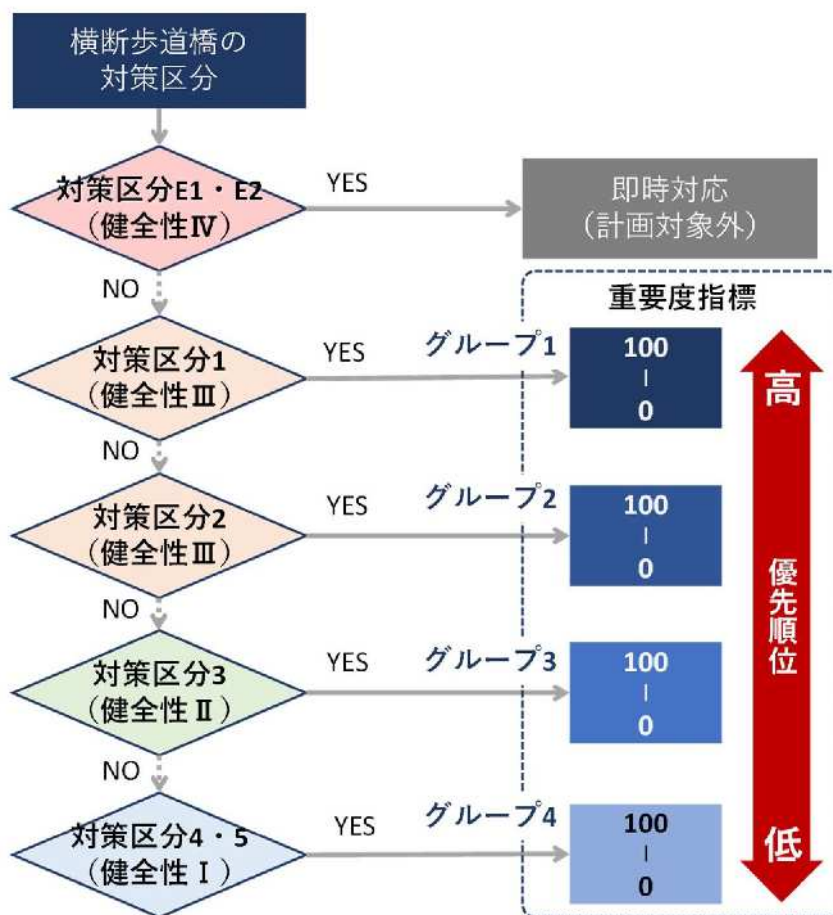 横断歩道橋の
対策区分
対策区分E1・E2
（健全性Ⅳ）
YES
即時対応
（計画対象外）
NO
重要度指標
対策区分1
（健全性Ⅲ）
YES
グループ1
100
|
0
高
NO
対策区分2
（健全性Ⅲ）
YES
グループ2
100
|
0
優先順位
NO
対策区分3
（健全性Ⅱ）
YES
グループ3
100
|
0
NO
対策区分4・5
（健全性Ⅰ）
YES
グループ4
100
|
0
低